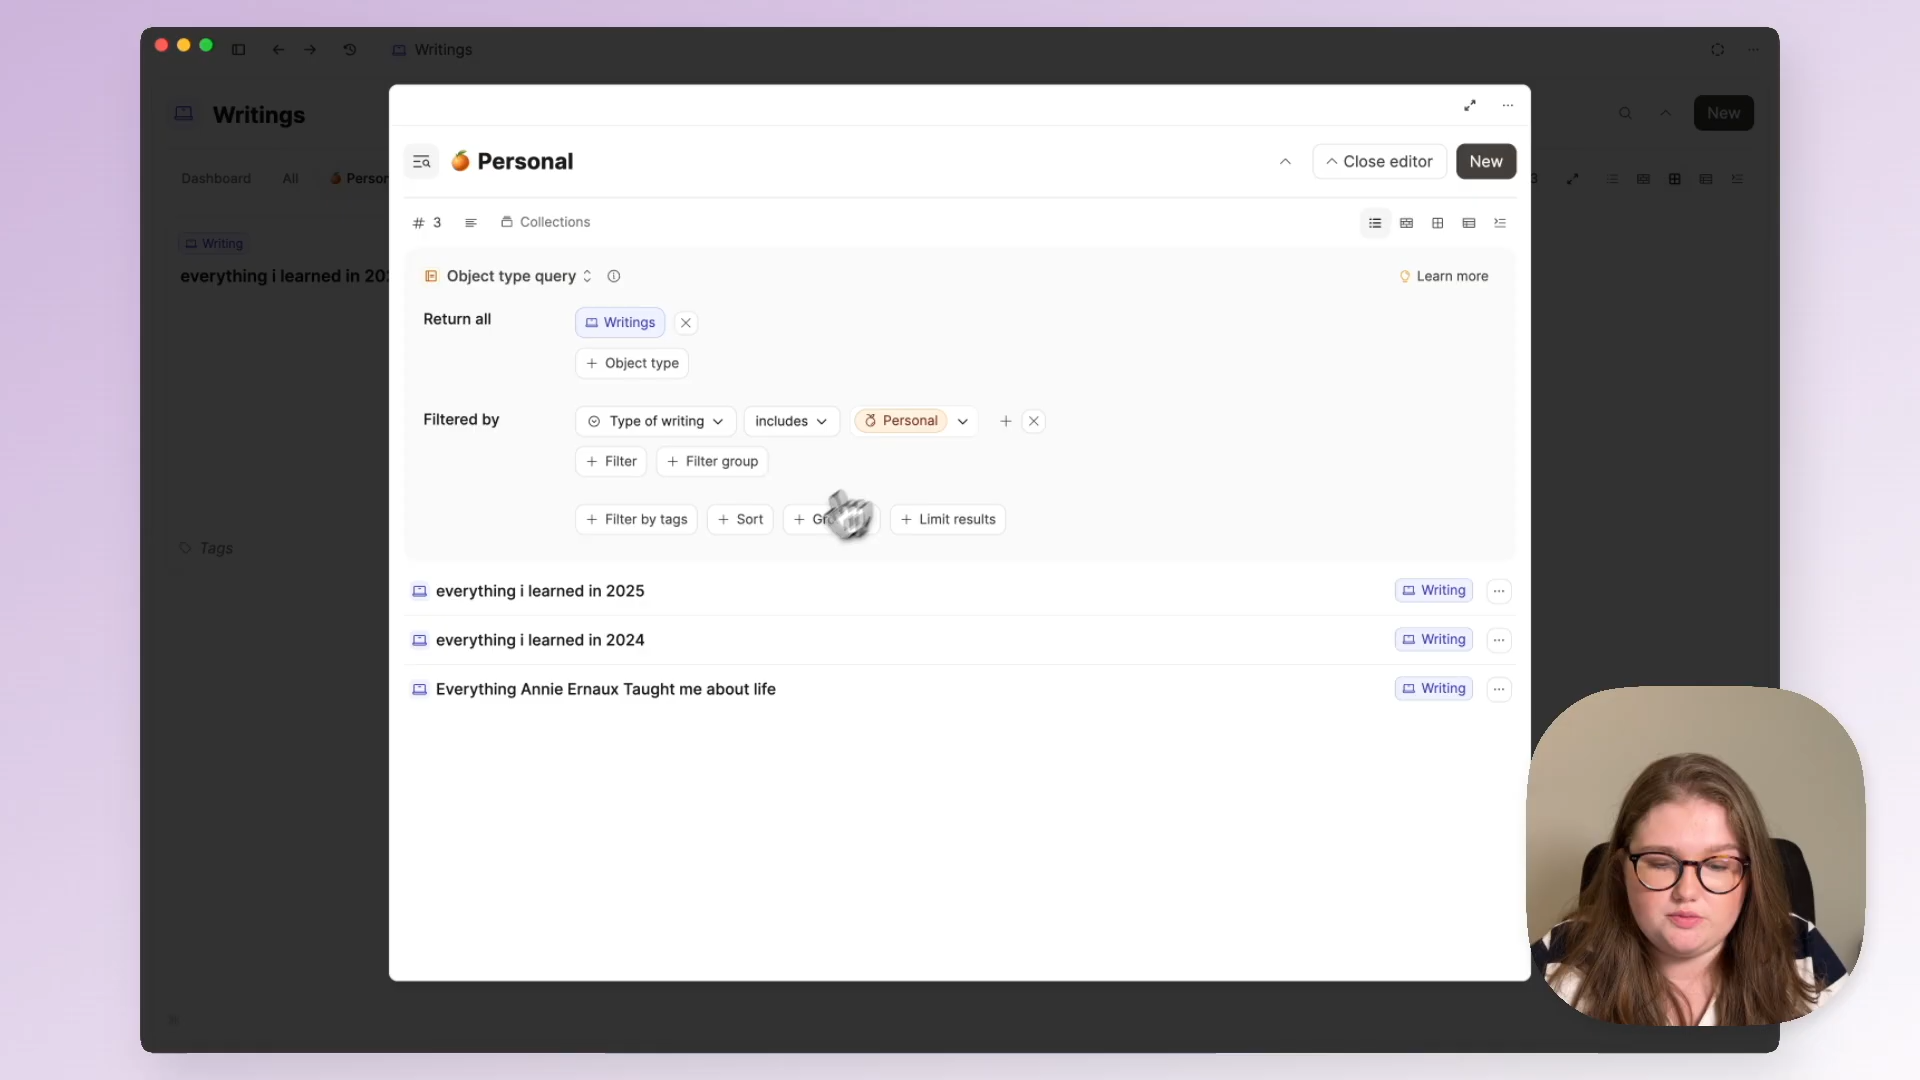 Writings
Writings
New
Dashboard All Person
Writing
everything i learned in 202
Tags
Personal
Close editor
New
# 3
Collections
3
Object type query
Learn more
Return all
Writings
+ Object type
Filtered by
Type of writing
includes
Personal
+ Filter
+ Filter group
+ Filter by tags
+ Sort
+ Limit results
everything i learned in 2025
Writing
everything i learned in 2024
Writing
Everything Annie Ernaux Taught me about life
Writing